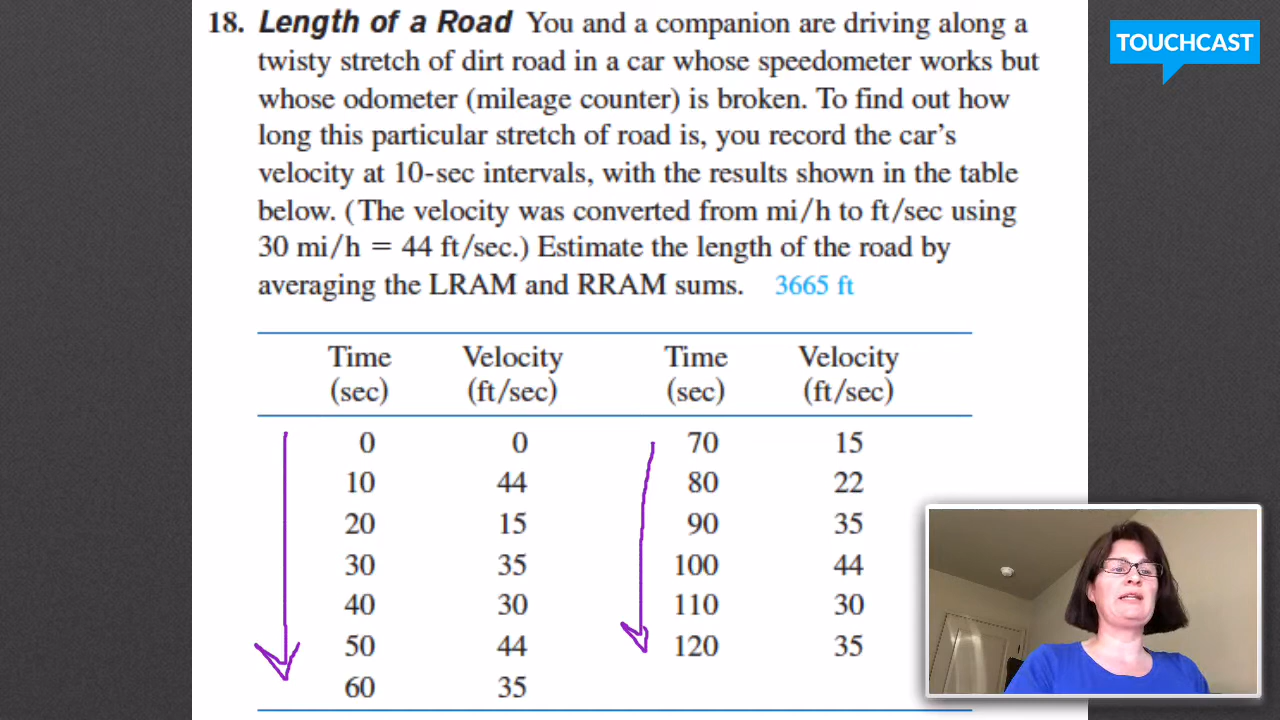 18. Length of a Road You and a companion are driving along a
twisty stretch of dirt road in a car whose speedometer works but
whose odometer (mileage counter) is broken. To find out how
long this particular stretch of road is, you record the car's
velocity at 10-sec intervals, with the results shown in the table
below. (The velocity was converted from mi/h to ft/sec using
30 mi/h = 44 ft/sec.) Estimate the length of the road by
averaging the LRAM and RRAM sums. 3665 ft
TOUCHCAST
Time Velocity Time Velocity
(sec) (ft/sec) (sec) (ft/sec)
0 0 70 15
10 44 80 22
20 15 90 35
30 35 100 44
40 30 110 30
50 44 120 35
60 35